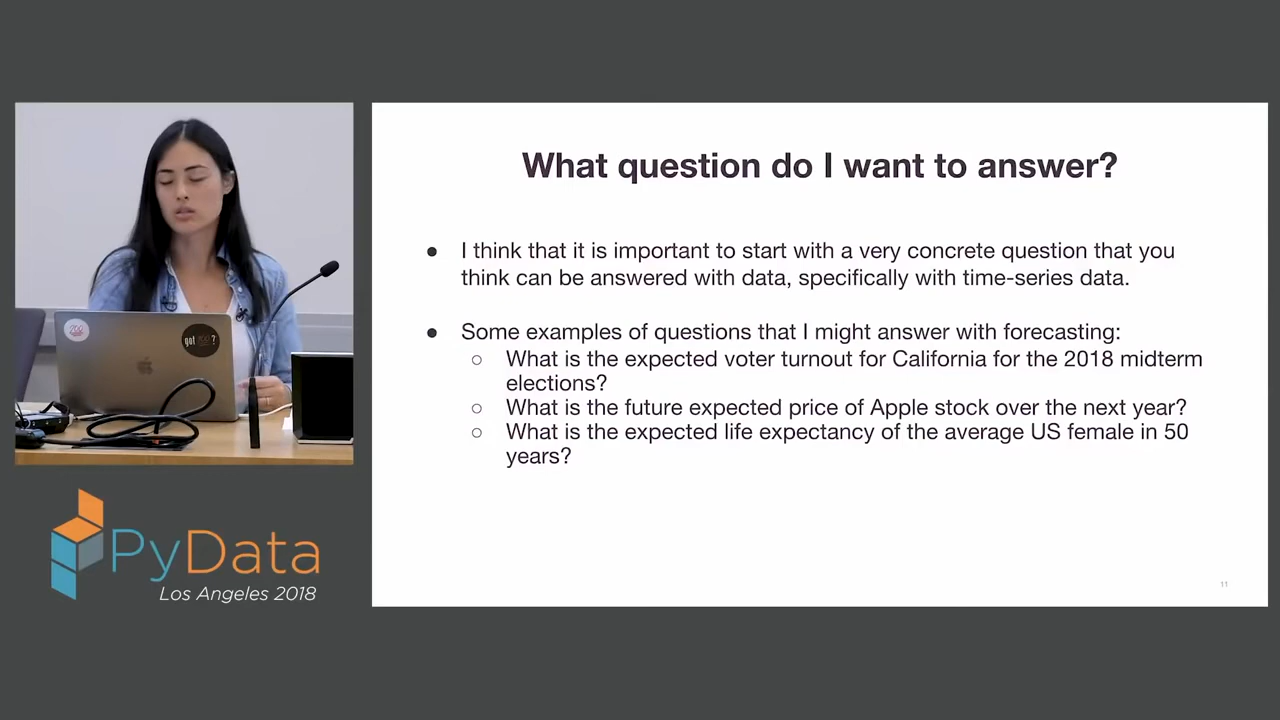 What question do I want to answer?
● I think that it is important to start with a very concrete question that you
think can be answered with data, specifically with time-series data.
● Some examples of questions that I might answer with forecasting:
○ What is the expected voter turnout for California for the 2018 midterm
elections?
○ What is the future expected price of Apple stock over the next year?
○ What is the expected life expectancy of the average US female in 50
years?
11
got ?
PyData
Los Angeles 2018